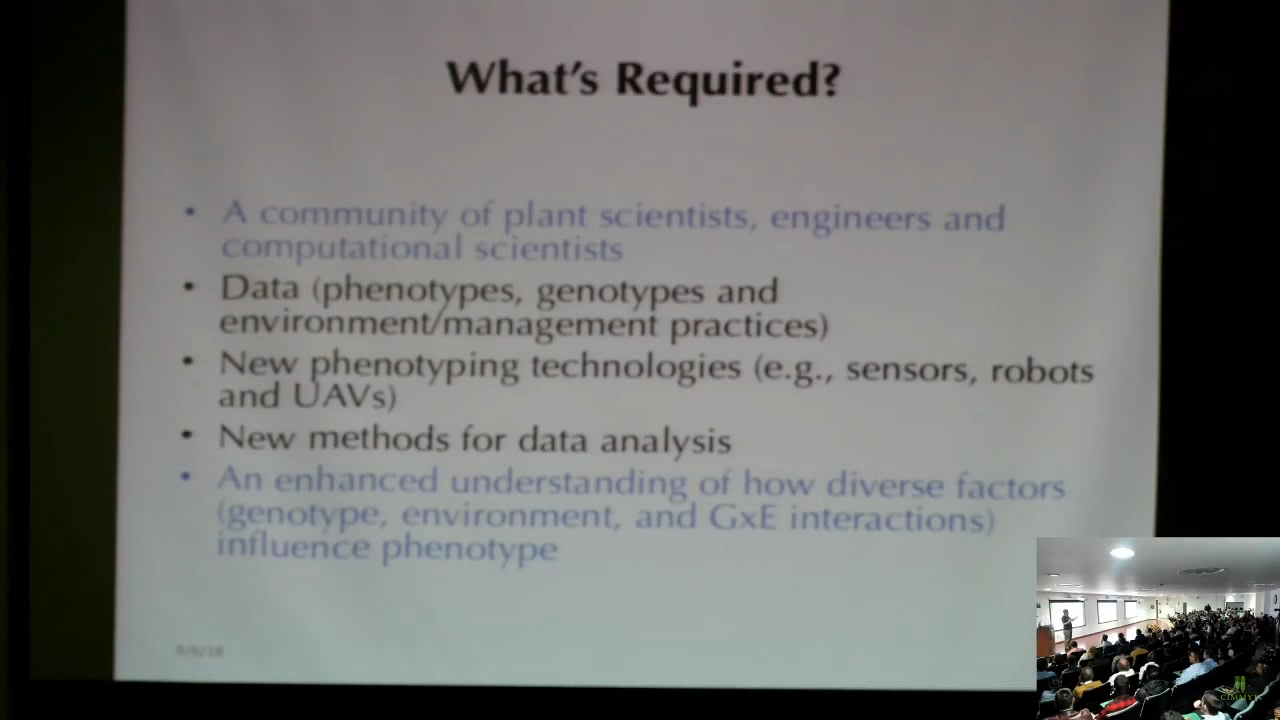 What's Required?
• A community of plant scientists, engineers and
computational scientists
• Data (phenotypes, genotypes and
environment/management practices)
• New phenotyping technologies (e.g., sensors, robots
and UAVs)
• New methods for data analysis
• An enhanced understanding of how diverse factors
(genotype, environment, and GxE interactions)
influence phenotype
CIMMYT